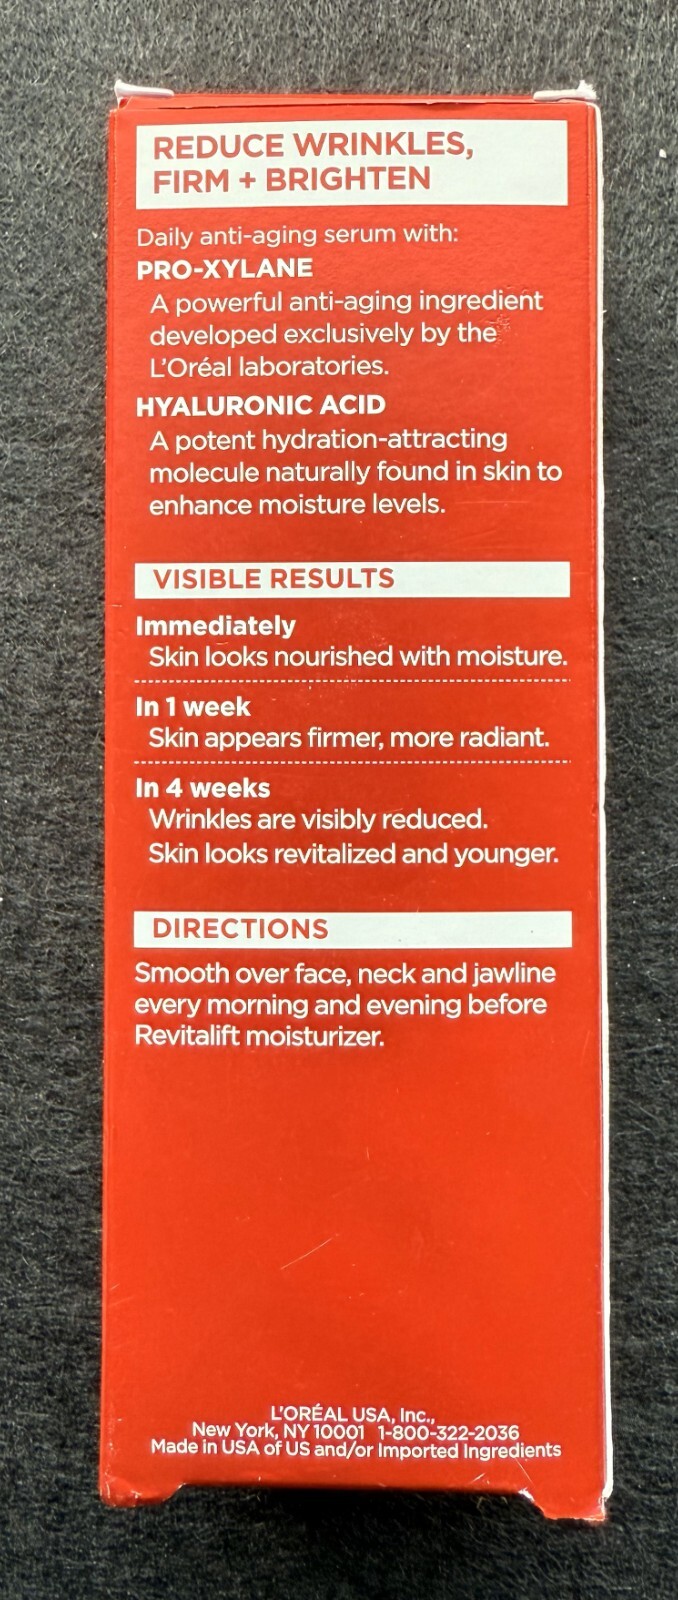 REDUCE WRINKLES,
FIRM + BRIGHTEN
Daily anti-aging serum with:
PRO-XYLANE
A powerful anti-aging ingredient
developed exclusively by the
L'Oréal laboratories.
HYALURONIC ACID
A potent hydration-attracting
molecule naturally found in skin to
enhance moisture levels.
VISIBLE RESULTS
Immediately
Skin looks nourished with moisture.
In 1 week
Skin appears firmer, more radiant.
In 4 weeks
Wrinkles are visibly reduced.
Skin looks revitalized and younger.
DIRECTIONS
Smooth over face, neck and jawline
every morning and evening before
Revitalift moisturizer.
L'ORÉAL USA, Inc.,
New York, NY 10001 1-800-322-2036
Made in USA of US and/or Imported Ingredients